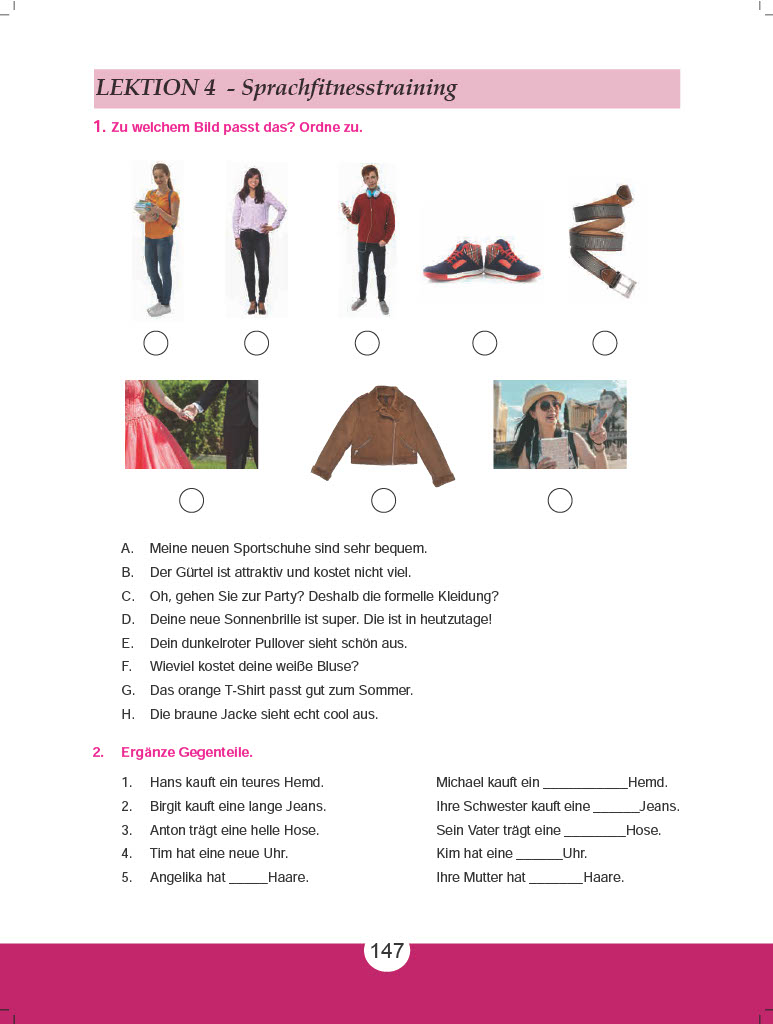 LEKTION 4 - Sprachfitnesstraining
1. Zu welchem Bild passt das? Ordne zu.
A. Meine neuen Sportschuhe sind sehr bequem.
B. Der Gürtel ist attraktiv und kostet nicht viel.
C. Oh, gehen Sie zur Party? Deshalb die formelle Kleidung?
D. Deine neue Sonnenbrille ist super. Die ist in heutzutage!
E. Dein dunkelroter Pullover sieht schön aus.
F. Wieviel kostet deine weiße Bluse?
G. Das orange T-Shirt passt gut zum Sommer.
H. Die braune Jacke sieht echt cool aus.
2. Ergänze Gegenteile.
1. Hans kauft ein teures Hemd. Michael kauft ein ___________Hemd.
2. Birgit kauft eine lange Jeans. Ihre Schwester kauft eine ______Jeans.
3. Anton trägt eine helle Hose. Sein Vater trägt eine ________Hose.
4. Tim hat eine neue Uhr. Kim hat eine ______Uhr.
5. Angelika hat _____Haare. Ihre Mutter hat _______Haare.
147